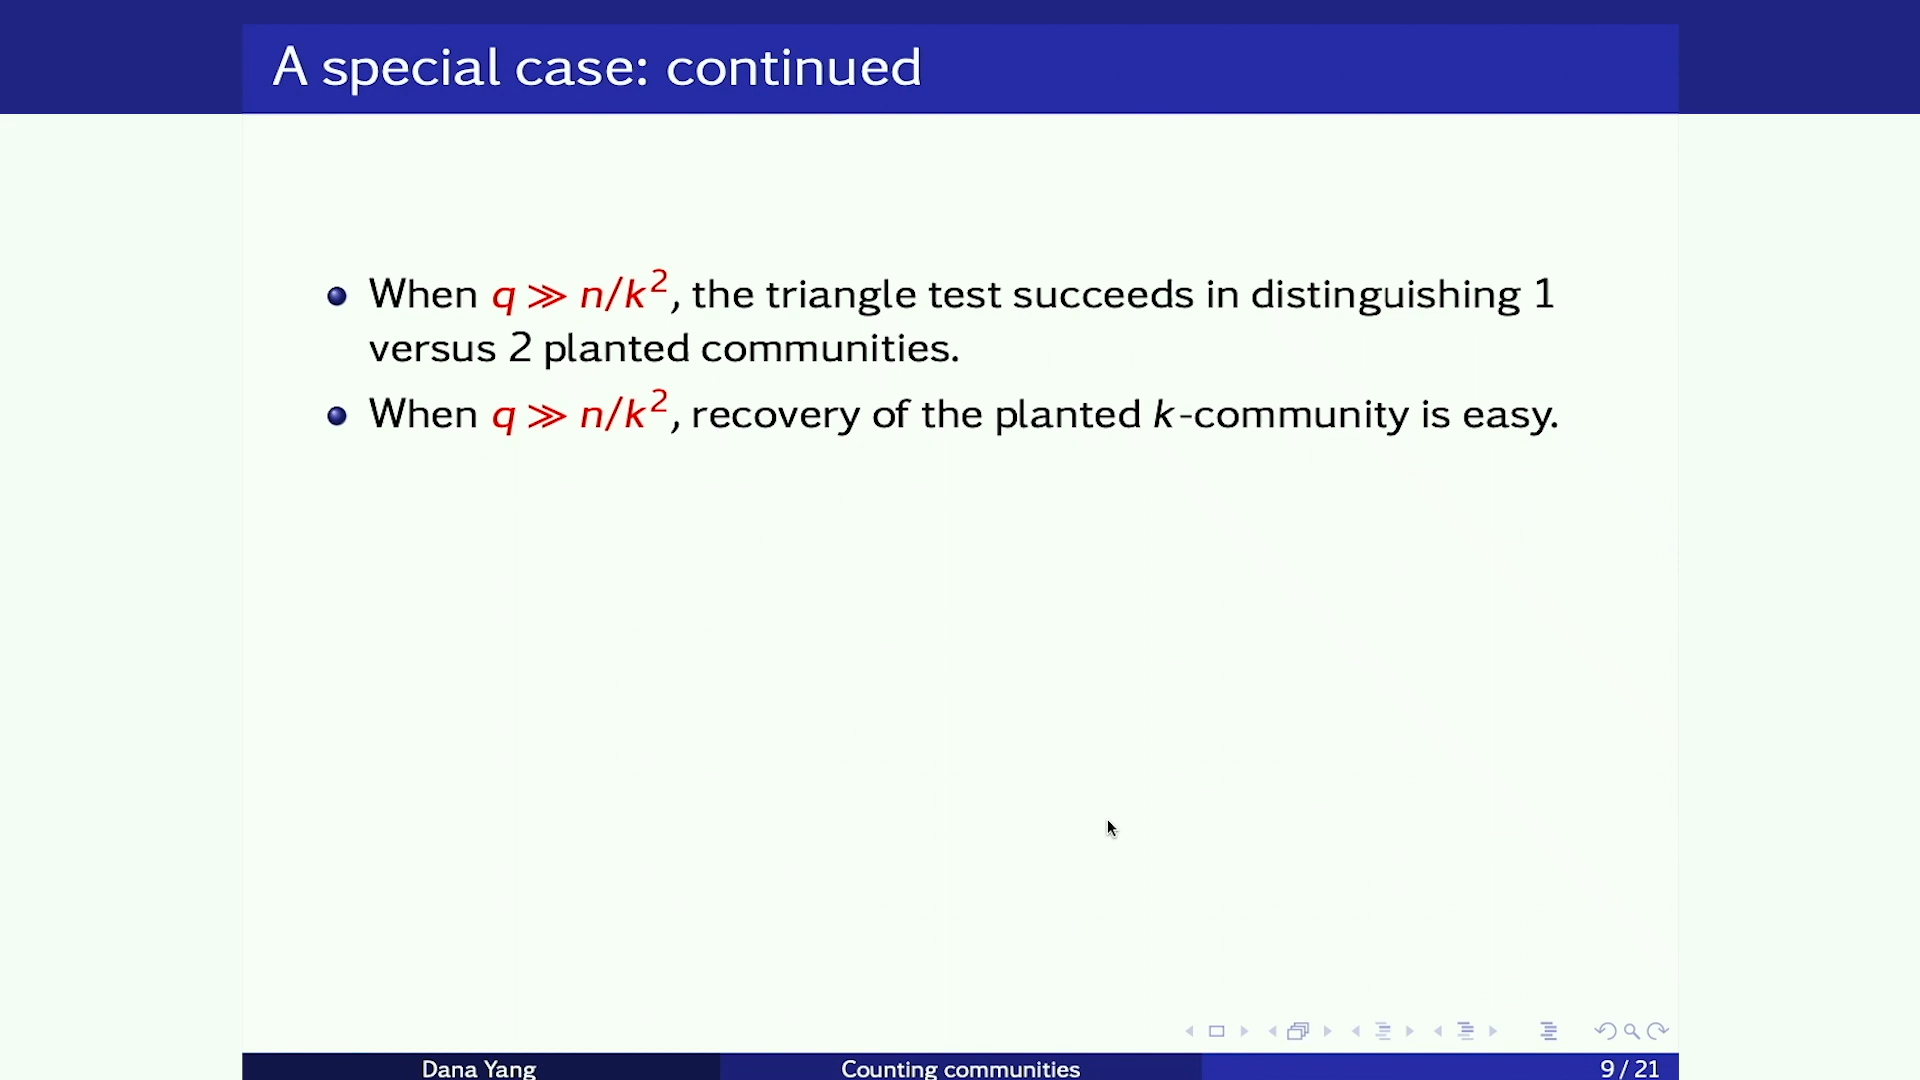 A special case: continued
When q ≫ n/k², the triangle test succeeds in distinguishing 1
versus 2 planted communities.
When q ≫ n/k², recovery of the planted k-community is easy.
Dana Yang
Counting communities
9 / 21